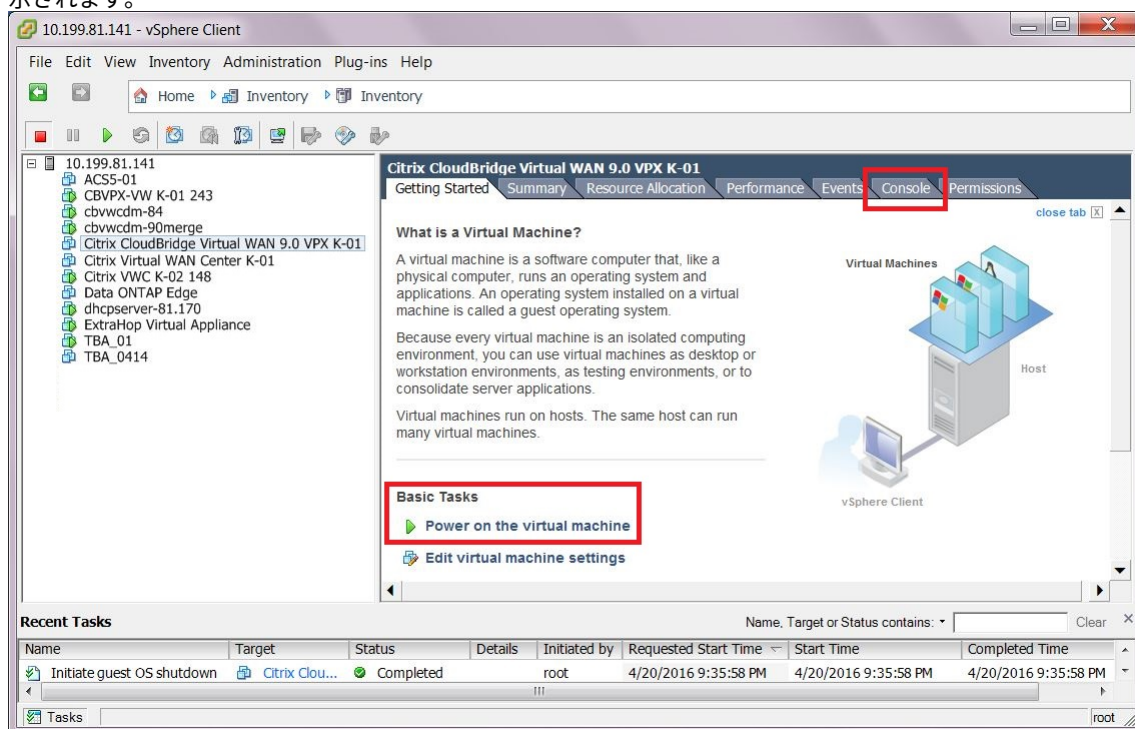 示されます。
10.199.81.141 - vSphere Client
File Edit View Inventory Administration Plug-ins Help
Home Inventory Inventory
10.199.81.141
ACS5-01
CBVPX-VW K-01 243
cbvwcdm-84
cbvwcdm-90merge
Citrix CloudBridge Virtual WAN 9.0 VPX K-01
Citrix Virtual WAN Center K-01
Citrix VWC K-02 148
Data ONTAP Edge
dhcpserver-81.170
ExtraHop Virtual Appliance
TBA_01
TBA_0414
Citrix CloudBridge Virtual WAN 9.0 VPX K-01
Getting Started Summary Resource Allocation Performance Events Console Permissions
close tab X
What is a Virtual Machine?
A virtual machine is a software computer that, like a
physical computer, runs an operating system and
applications. An operating system installed on a virtual
machine is called a guest operating system.
Because every virtual machine is an isolated computing
environment, you can use virtual machines as desktop or
workstation environments, as testing environments, or to
consolidate server applications.
Virtual machines run on hosts. The same host can run
many virtual machines.
Virtual Machines
Host
vSphere Client
Basic Tasks
Power on the virtual machine
Edit virtual machine settings
Recent Tasks
Name, Target or Status contains: Clear
Name Target Status Details Initiated by Requested Start Time Start Time Completed Time
Initiate guest OS shutdown Citrix Clou... Completed root 4/20/2016 9:35:58 PM 4/20/2016 9:35:58 PM 4/20/2016 9:35:58 PM
Tasks root